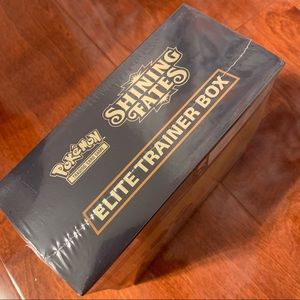 Pokémon
TRADING CARD GAME
SHINING
FATES
ELITE TRAINER BOX